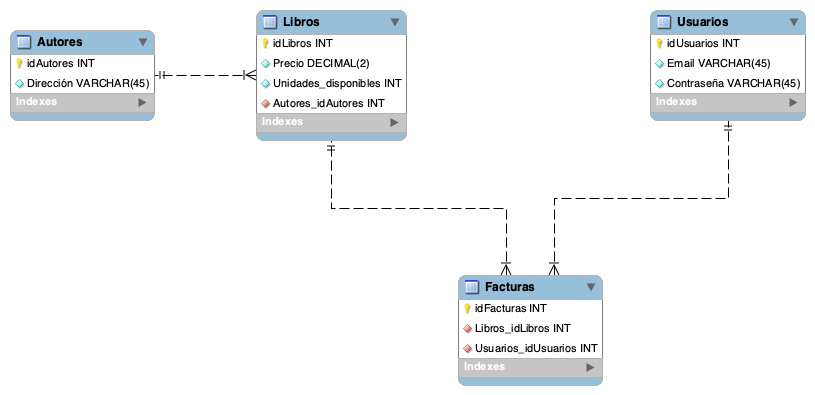 Autores
idAutores INT
Dirección VARCHAR(45)
Indexes
Libros
idLibros INT
Precio DECIMAL(2)
Unidades_disponibles INT
Autores_idAutores INT
Indexes
Usuarios
idUsuarios INT
Email VARCHAR(45)
Contraseña VARCHAR(45)
Indexes
Facturas
idFacturas INT
Libros_idLibros INT
Usuarios_idUsuarios INT
Indexes